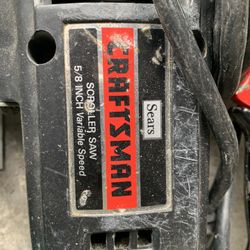 Sears
CRAFTSMAN
SCROLLER SAW
5/8 INCH Variable Speed